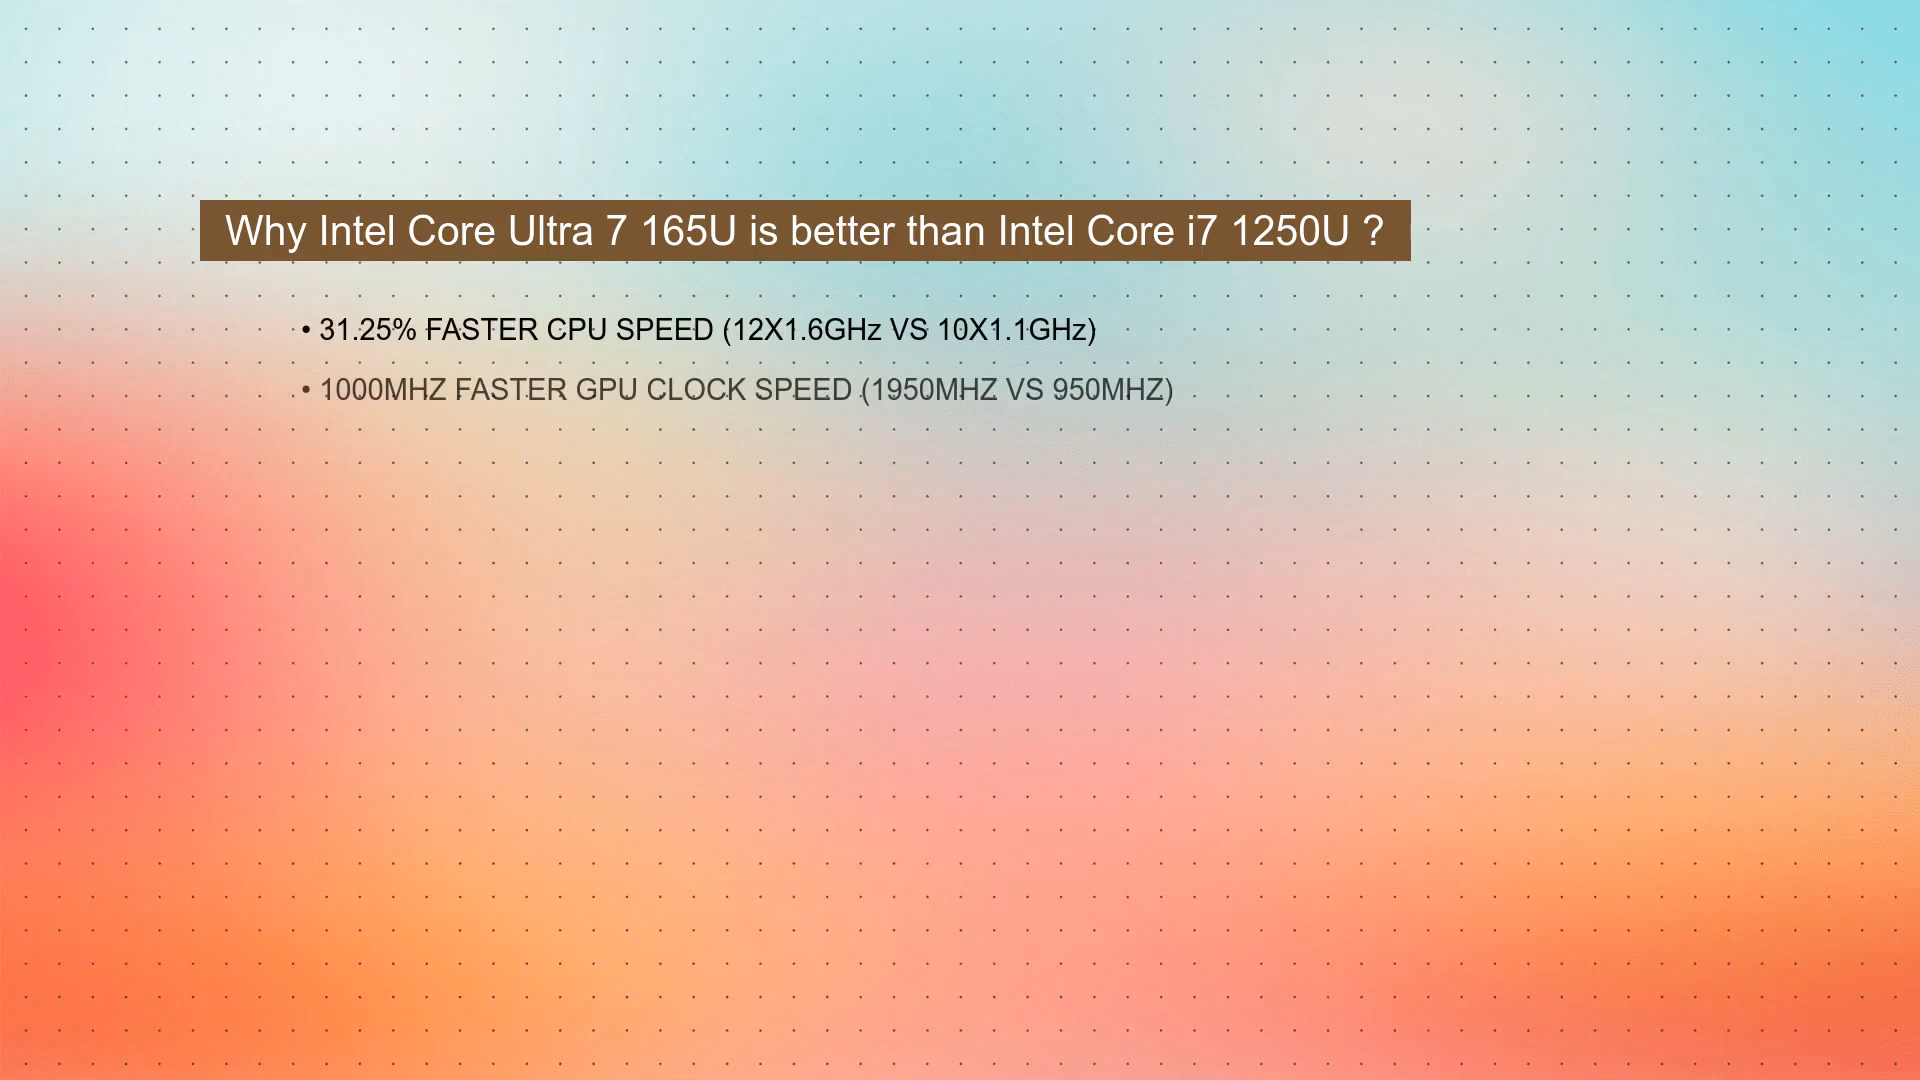 Why Intel Core Ultra 7 165U is better than Intel Core i7 1250U ?
• 31.25% FASTER CPU SPEED (12X1.6GHz VS 10X1.1GHz)
• 1000MHZ FASTER GPU CLOCK SPEED (1950MHZ VS 950MHZ)